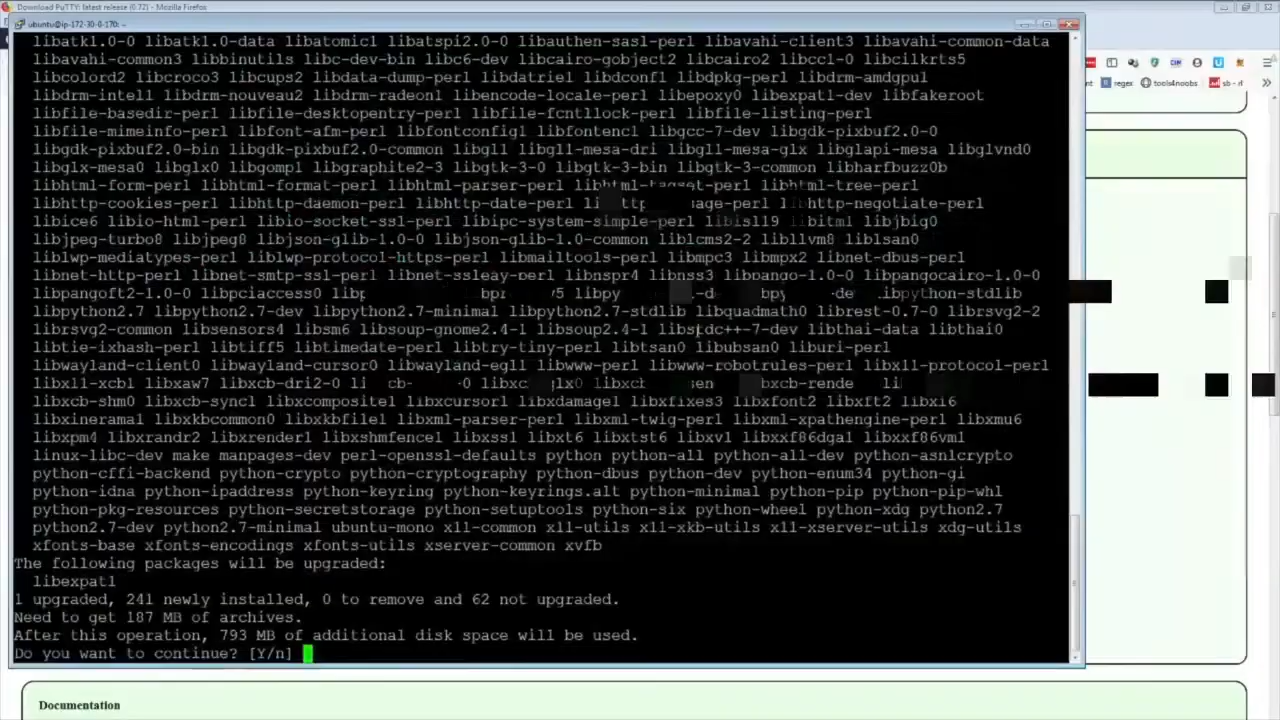 Download PuTTY: latest release (0.72) - Mozilla Firefox
ubuntu@ip-172-30-0-170: ~
libatk1.0-0 libatk1.0-data libatomic1 libatspi2.0-0 libauthen-sasl-perl libavahi-client3 libavahi-common-data
libavahi-common3 libbinutils libc-dev-bin libc6-dev libcairo-gobject2 libcairo2 libcc1-0 libcilkrts5
libcolord2 libcroco3 libcups2 libdata-dump-perl libdatrie1 libdconf1 libdpkg-perl libdrm-amdgpu1
libdrm-intel1 libdrm-nouveau2 libdrm-radeon1 libencode-locale-perl libepoxy0 libexpat1-dev libfakeroot
libfile-basedir-perl libfile-desktopentry-perl libfile-fcntllock-perl libfile-listing-perl
libfile-mimeinfo-perl libfont-afm-perl libfontconfig1 libfontenc1 libgcc-7-dev libgdk-pixbuf2.0-0
libgdk-pixbuf2.0-bin libgdk-pixbuf2.0-common libgl1 libgl1-mesa-dri libgl1-mesa-glx libglapi-mesa libglvnd0
libglx-mesa0 libglx0 libgomp1 libgraphite2-3 libgtk-3-0 libgtk-3-bin libgtk-3-common libharfbuzz0b
libhtml-form-perl libhtml-format-perl libhtml-parser-perl libhtml-tagset-perl libhtml-tree-perl
libhttp-cookies-perl libhttp-daemon-perl libhttp-date-perl libhttp-negotiate-perl
libice6 libio-html-perl libio-socket-ssl-perl libipc-system-simple-perl libisl19 libjbig0
libjpeg-turbo8 libjpeg8 libjson-glib-1.0-0 libjson-glib-1.0-common liblcms2-2 libllvm8 liblsan0
liblwp-mediatypes-perl liblwp-protocol-https-perl libmailtools-perl libmpc3 libmpx2 libnet-dbus-perl
libnet-http-perl libnet-smtp-ssl-perl libnet-ssleay-perl libnspr4 libnss3 libpango-1.0-0 libpangocairo-1.0-0
libpangoft2-1.0-0 libpciaccess0 libpython-stdlib
libpython2.7 libpython2.7-dev libpython2.7-minimal libpython2.7-stdlib libquadmath0 librest-0.7-0 librsvg2-2
librsvg2-common libsensors4 libsm6 libsoup-gnome2.4-1 libsoup2.4-1 libstdc++-7-dev libthai-data libthai0
libtie-ixhash-perl libtiff5 libtimedate-perl libtry-tiny-perl libtsan0 libubsan0 liburi-perl
libwayland-client0 libwayland-cursor0 libwayland-egl1 libwww-perl libwww-robotrules-perl libx11-protocol-perl
libx11-xcb1 libxaw7 libxcb-dri2-0
libxcb-shm0 libxcb-sync1 libxcomposite1 libxcursor1 libxdamage1 libxfixes3 libxfont2 libxft2 libxi6
libxinerama1 libxkbcommon0 libxkbfile1 libxml-parser-perl libxml-twig-perl libxml-xpathengine-perl libxmu6
libxpm4 libxrandr2 libxrender1 libxshmfence1 libxss1 libxt6 libxtst6 libxv1 libxxf86dga1 libxxf86vm1
linux-libc-dev make manpages-dev perl-openssl-defaults python python-all python-all-dev python-asn1crypto
python-cffi-backend python-crypto python-cryptography python-dbus python-dev python-enum34 python-gi
python-idna python-ipaddress python-keyring python-keyrings.alt python-minimal python-pip python-pip-whl
python-pkg-resources python-secretstorage python-setuptools python-six python-wheel python-xdg python2.7
python2.7-dev python2.7-minimal ubuntu-mono x11-common x11-utils x11-xkb-utils x11-xserver-utils xdg-utils
xfonts-base xfonts-encodings xfonts-utils xserver-common xvfb
The following packages will be upgraded:
libexpat1
1 upgraded, 241 newly installed, 0 to remove and 62 not upgraded.
Need to get 187 MB of archives.
After this operation, 793 MB of additional disk space will be used.
Do you want to continue? [Y/n]
regex tools4noobs sb - rl
Documentation